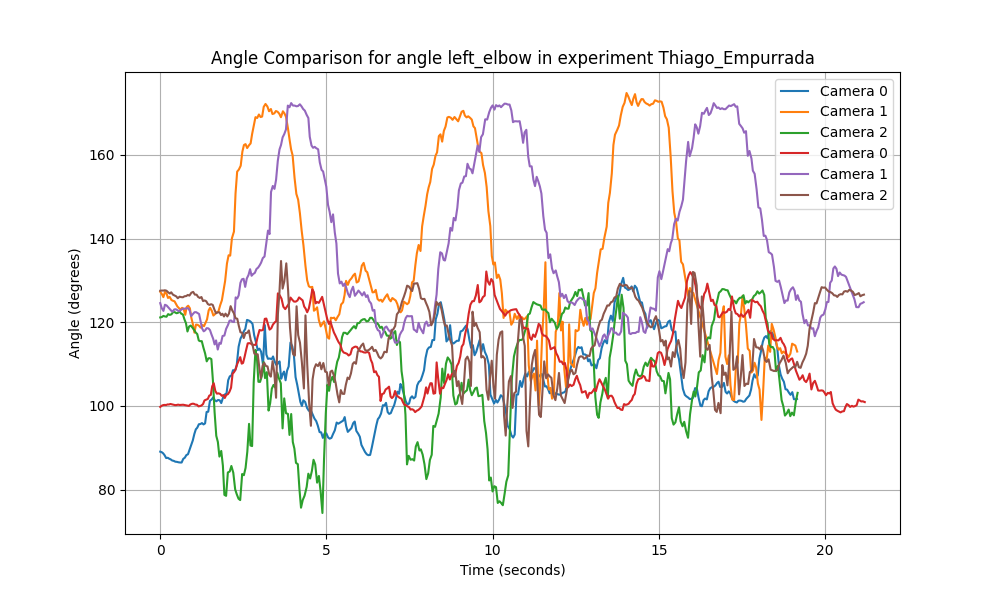 Angle Comparison for angle left_elbow in experiment Thiago_Empurrada
Camera 0
Camera 1
Camera 2
Camera 0
Camera 1
Camera 2
160
140
120
100
80
Angle (degrees)
0 5 10 15 20
Time (seconds)